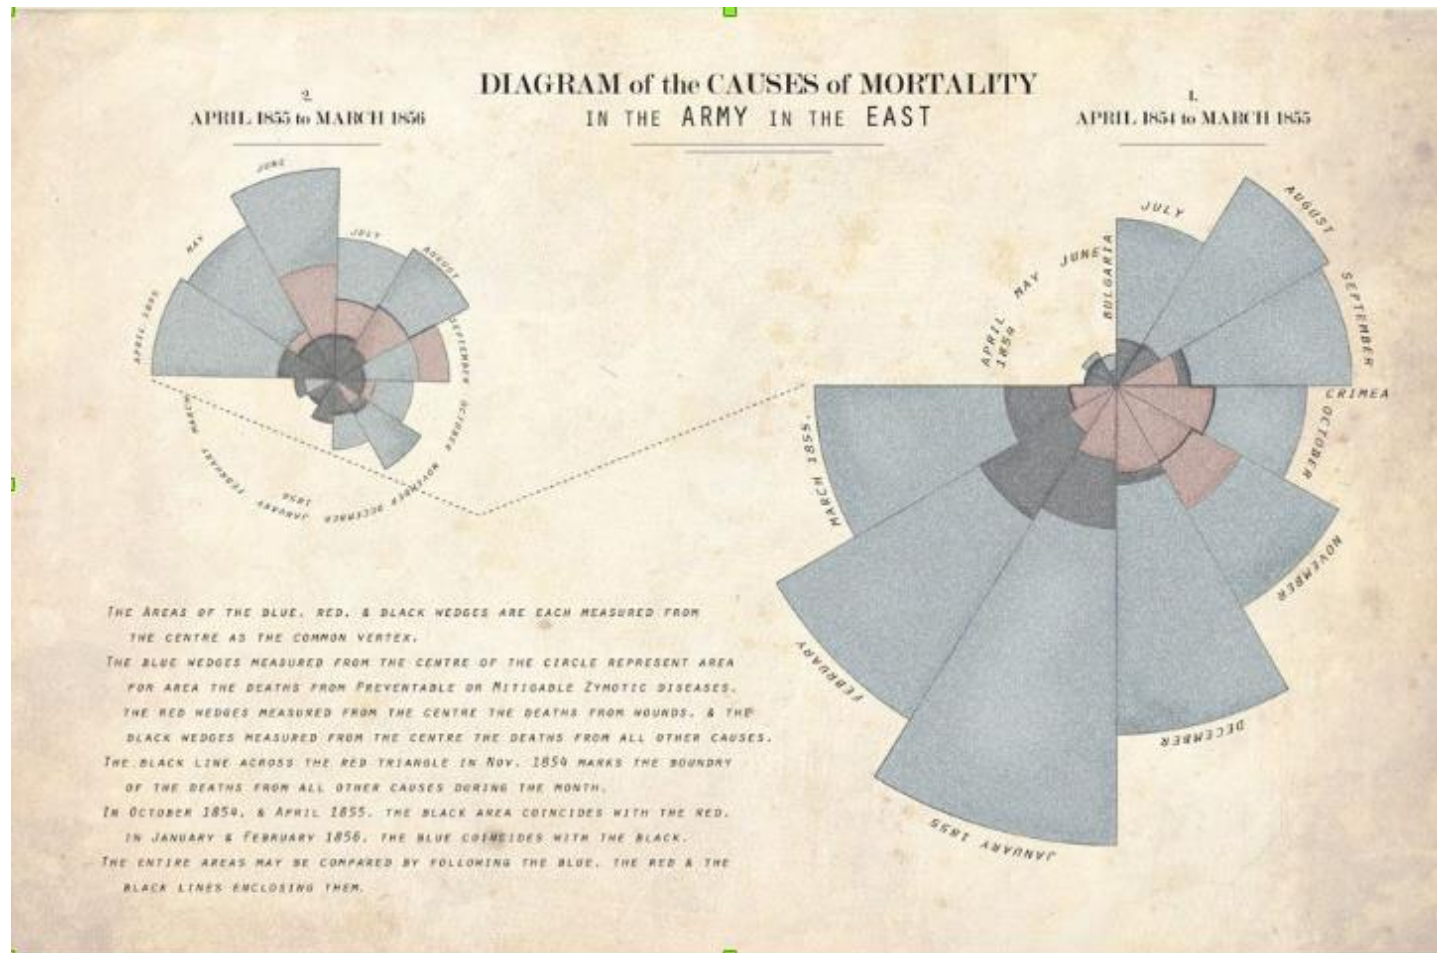 DIAGRAM of the CAUSES of MORTALITY
IN THE ARMY IN THE EAST
2.
APRIL 1855 to MARCH 1856
JUNE
JULY
MAY
AUGUST
APRIL 1855
SEPTEMBER
OCTOBER
NOVEMBER
DECEMBER
1856
JANUARY
FEBRUARY
MARCH
1.
APRIL 1854 to MARCH 1855
JULY
AUGUST
JUNE
BULGARIA
MAY
APRIL
1854
SEPTEMBER
CRIMEA
OCTOBER
NOVEMBER
DECEMBER
JANUARY 1855
FEBRUARY
MARCH 1855.
THE AREAS OF THE BLUE, RED, & BLACK WEDGES ARE EACH MEASURED FROM
THE CENTRE AS THE COMMON VERTEX.
THE BLUE WEDGES MEASURED FROM THE CENTRE OF THE CIRCLE REPRESENT AREA
FOR AREA THE DEATHS FROM PREVENTABLE OR MITIGABLE ZYMOTIC DISEASES,
THE RED WEDGES MEASURED FROM THE CENTRE THE DEATHS FROM WOUNDS, & THE
BLACK WEDGES MEASURED FROM THE CENTRE THE DEATHS FROM ALL OTHER CAUSES.
THE BLACK LINE ACROSS THE RED TRIANGLE IN NOV. 1854 MARKS THE BOUNDRY
OF THE DEATHS FROM ALL OTHER CAUSES DURING THE MONTH.
IN OCTOBER 1854, & APRIL 1855, THE BLACK AREA COINCIDES WITH THE RED,
IN JANUARY & FEBRUARY 1856, THE BLUE COINCIDES WITH THE BLACK.
THE ENTIRE AREAS MAY BE COMPARED BY FOLLOWING THE BLUE, THE RED & THE
BLACK LINES ENCLOSING THEM.